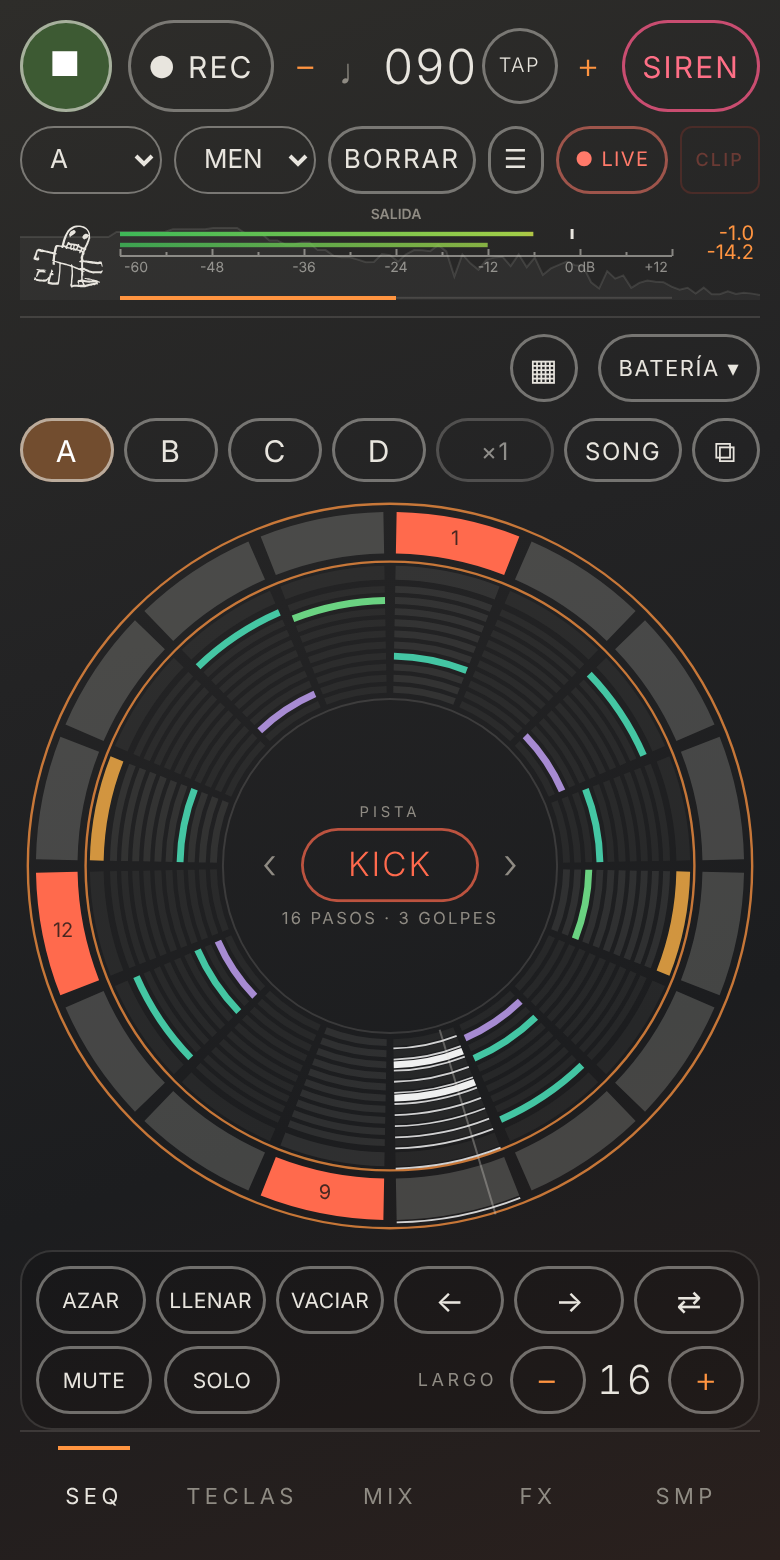 REC − ♩ 090 TAP + SIREN
A MEN BORRAR ☰ LIVE CLIP
SALIDA
-1.0
-14.2
-60 -48 -36 -24 -12 0 dB +12
▦ BATERÍA ▾
A B C D ×1 SONG ⧉
1
PISTA
‹ KICK ›
16 PASOS · 3 GOLPES
12
9
AZAR LLENAR VACIAR ← → ⇄
MUTE SOLO LARGO − 16 +
SEQ TECLAS MIX FX SMP